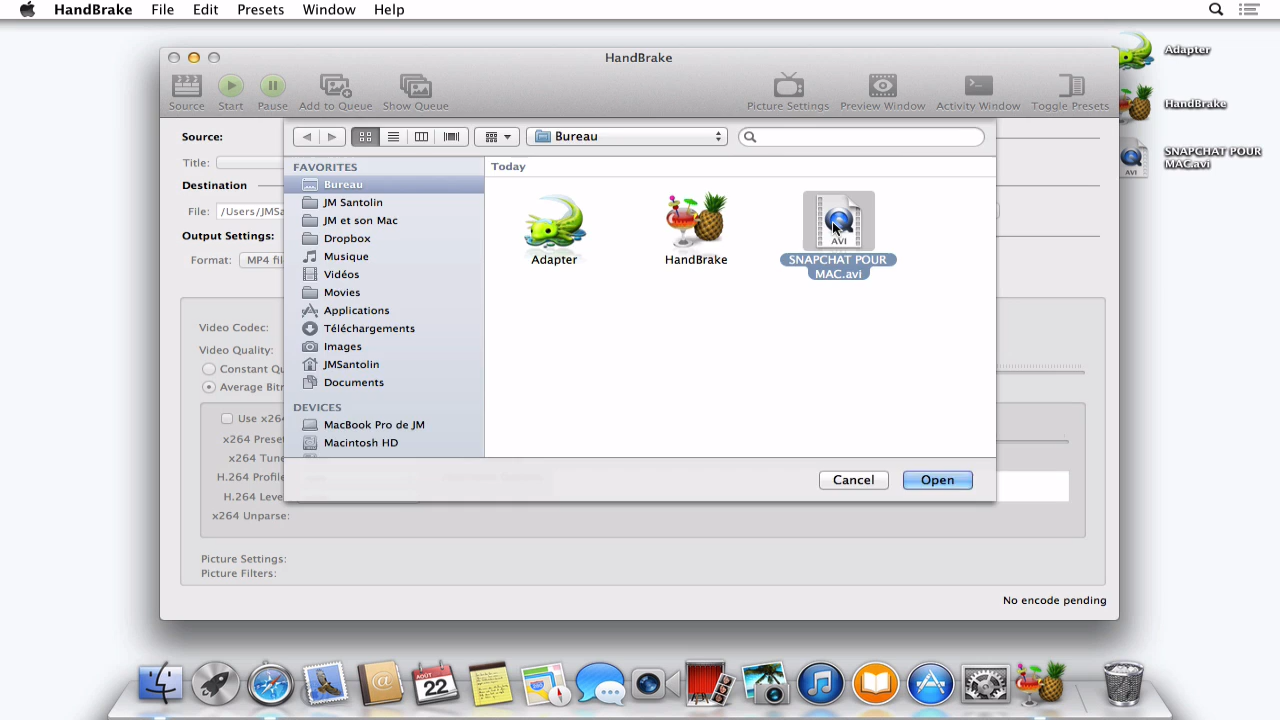 HandBrake File Edit Presets Window Help
HandBrake
Source Start Pause Add to Queue Show Queue Picture Settings Preview Window Activity Window Toggle Presets
Adapter
HandBrake
SNAPCHAT POUR
MAC.avi
Source:
Title:
Destination
File: /Users/JMSa
Output Settings:
Format: MP4 fil
Video Codec:
Video Quality:
Constant Qu
Average Bitr
Use x26
x264 Prese
x264 Tune
H.264 Profile
H.264 Leve
x264 Unparse:
Picture Settings:
Picture Filters:
No encode pending
Bureau
FAVORITES
Bureau
JM Santolin
JM et son Mac
Dropbox
Musique
Vidéos
Movies
Applications
Téléchargements
Images
JMSantolin
Documents
DEVICES
MacBook Pro de JM
Macintosh HD
Today
Adapter
HandBrake
AVI
SNAPCHAT POUR
MAC.avi
Cancel Open
AOÛT
22